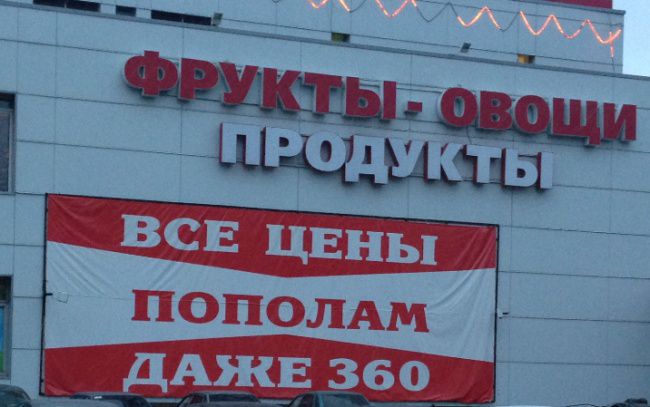 ФРУКТЫ - ОВОЩИ
ПРОДУКТЫ
ВСЕ ЦЕНЫ
ПОПОЛАМ
ДАЖЕ 360